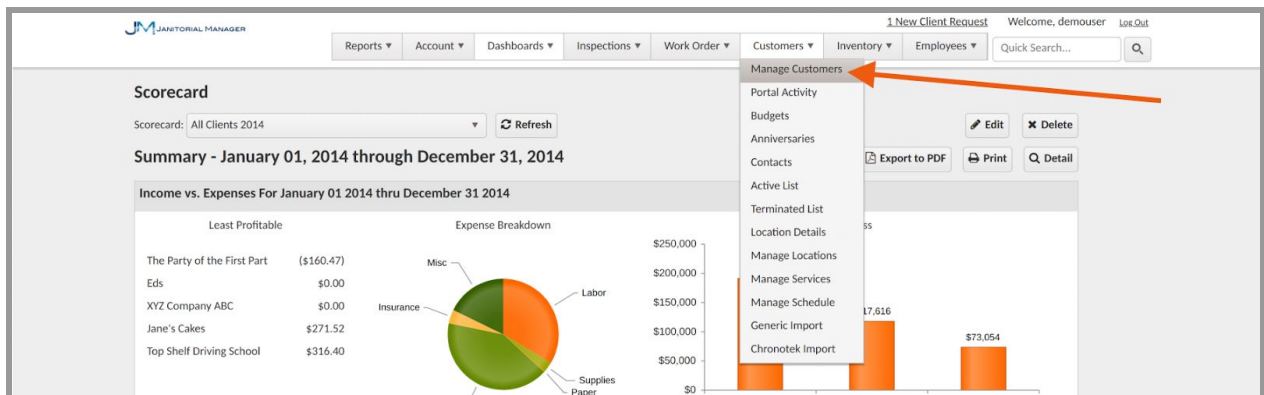 JM JANITORIAL MANAGER
1 New Client Request Welcome, demouser Log Out
Reports ▼ Account ▼ Dashboards ▼ Inspections ▼ Work Order ▼ Customers ▼ Inventory ▼ Employees ▼ Quick Search...
Manage Customers
Portal Activity
Budgets
Anniversaries
Contacts
Active List
Terminated List
Location Details
Manage Locations
Manage Services
Manage Schedule
Generic Import
Chronotek Import
Scorecard
Scorecard: All Clients 2014 ▼ Refresh Edit Delete
Summary - January 01, 2014 through December 31, 2014 Export to PDF Print Detail
Income vs. Expenses For January 01 2014 thru December 31 2014
Least Profitable
The Party of the First Part ($160.47)
Eds $0.00
XYZ Company ABC $0.00
Jane's Cakes $271.52
Top Shelf Driving School $316.40
Expense Breakdown
Misc
Labor
Insurance
Supplies
Paper
ss
$250,000
$200,000
$150,000
$100,000
$50,000
$0
17,616
$73,054